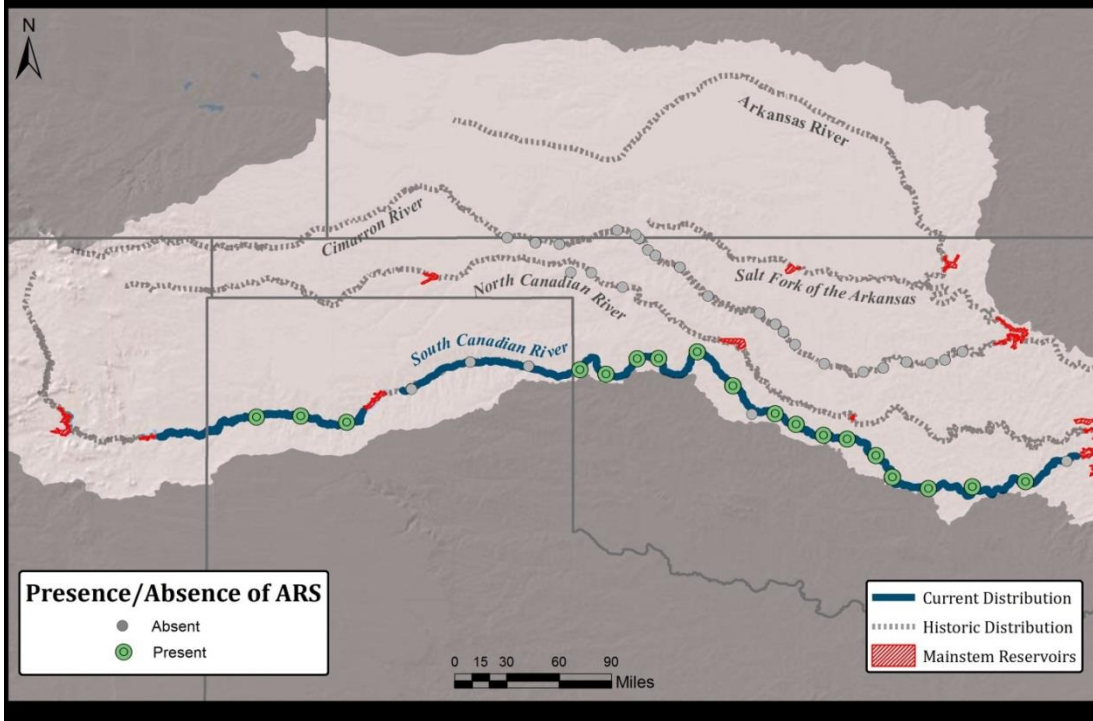 N
Arkansas River
Cimarron River
Salt Fork of the Arkansas
North Canadian River
South Canadian River
Presence/Absence of ARS
Absent
Present
0 15 30 60 90
Miles
Current Distribution
Historic Distribution
Mainstem Reservoirs